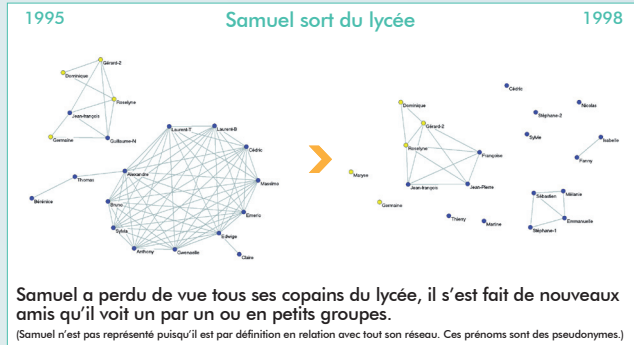 1995 Samuel sort du lycée 1998
Gérard-2
Dominique
Roselyne
Jean-françois
Germaine
Guillaume-N
Laurent-T
Laurent-B
Cédric
Thomas
Alexandre
Massimo
Bérénice
Bruno
Emeric
Sylvie
Edwige
Anthony
Gwenaelle
Claire
Cédric
Dominique
Nicolas
Stéphane-2
Gérard-2
Sylvie
Isabelle
Roselyne
Françoise
Fanny
Maryse
Jean-françois
Jean-Pierre
Sébastien
Mélanie
Germaine
Thierry
Martine
Emmanuelle
Stéphane-1
Samuel a perdu de vue tous ses copains du lycée, il s'est fait de nouveaux
amis qu'il voit un par un ou en petits groupes.
(Samuel n'est pas représenté puisqu'il est par définition en relation avec tout son réseau. Ces prénoms sont des pseudonymes.)